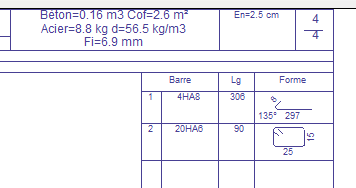 Béton=0.16 m3 Cof=2.6 m²
Acier=8.8 kg d=56.5 kg/m3
Fi=6.9 mm
En=2.5 cm
4
4
Barre Lg Forme
1 4HA8 306 8
135° 297
2 20HA6 90 15
25